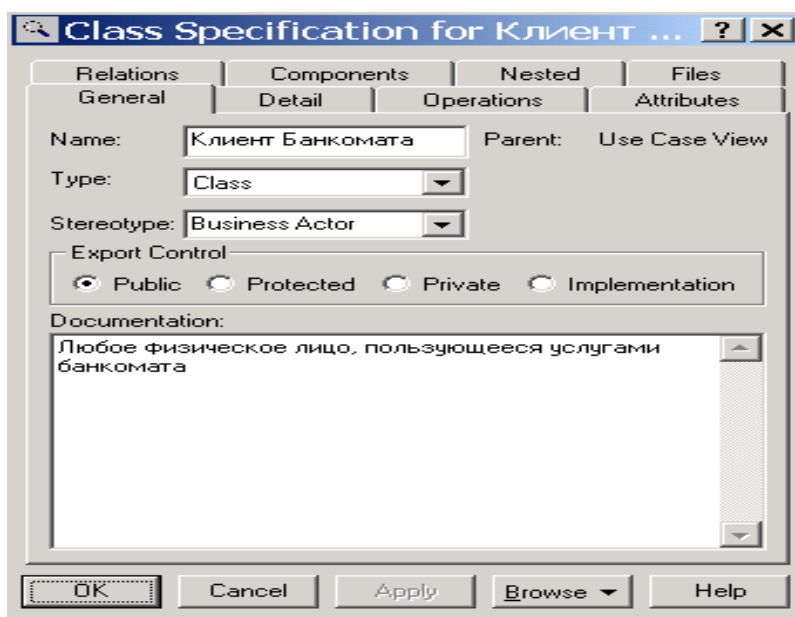 Class Specification for Клиент ...
Relations Components Nested Files
General Detail Operations Attributes
Name: Клиент Банкомата Parent: Use Case View
Type: Class
Stereotype: Business Actor
Export Control
Public Protected Private Implementation
Documentation:
Любое физическое лицо, пользующееся услугами
банкомата
OK Cancel Apply Browse Help